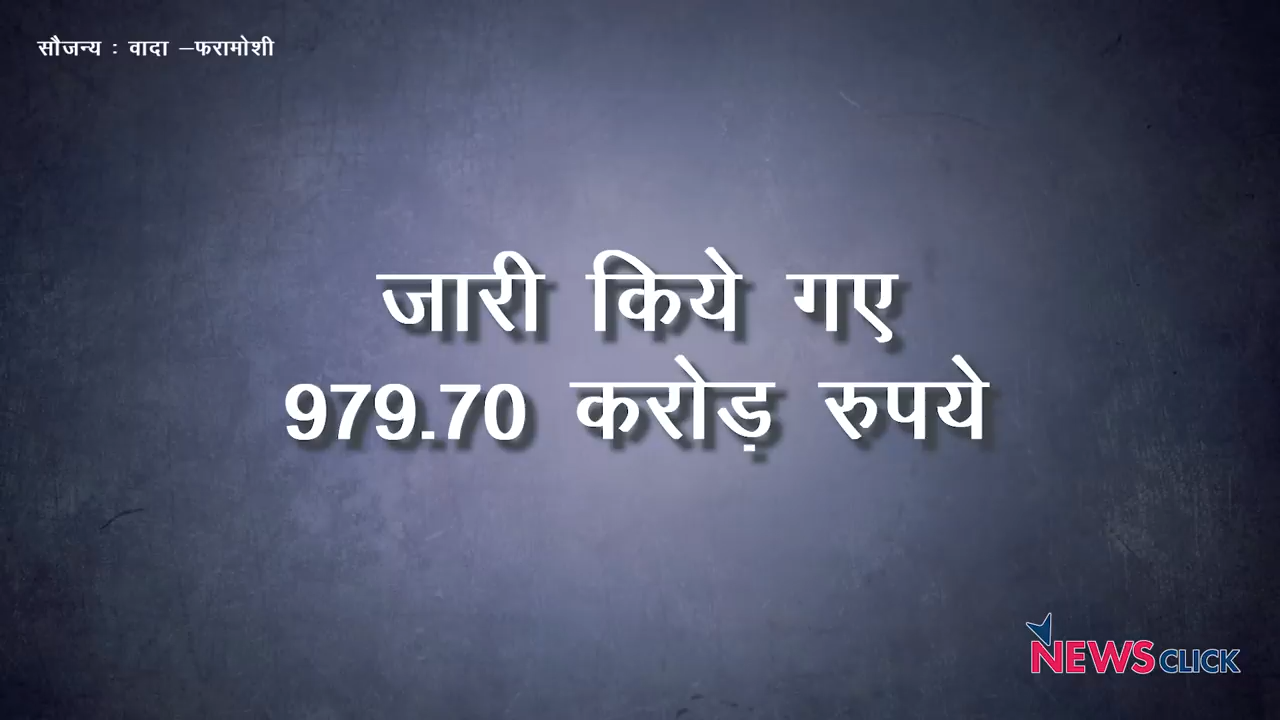 सौजन्य : वादा –फरामोशी
जारी किये गए
979.70 करोड़ रुपये
NEWSCLICK